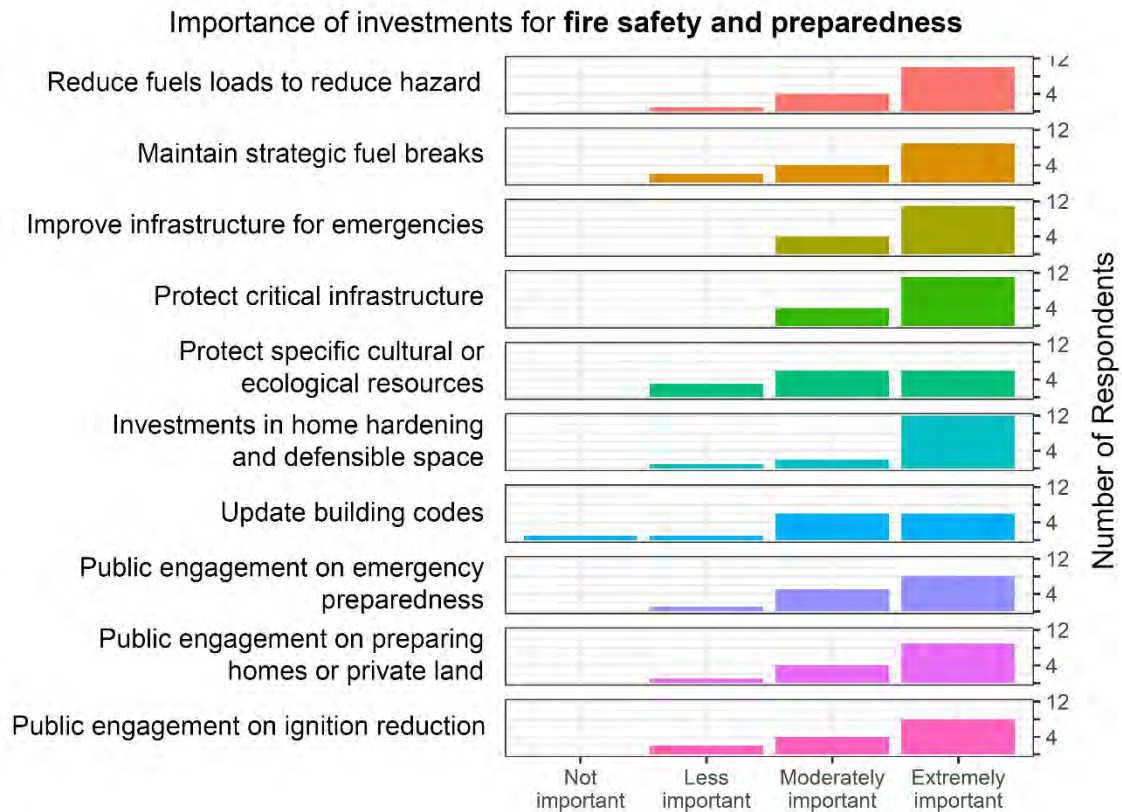 Importance of investments for fire safety and preparedness
Reduce fuels loads to reduce hazard
12
4
Maintain strategic fuel breaks
12
4
Improve infrastructure for emergencies
12
4
Protect critical infrastructure
12
4
Protect specific cultural or
ecological resources
12
4
Investments in home hardening
and defensible space
12
4
Update building codes
12
4
Public engagement on emergency
preparedness
12
4
Public engagement on preparing
homes or private land
12
4
Public engagement on ignition reduction
12
4
Number of Respondents
Not
important
Less
important
Moderately
important
Extremely
important